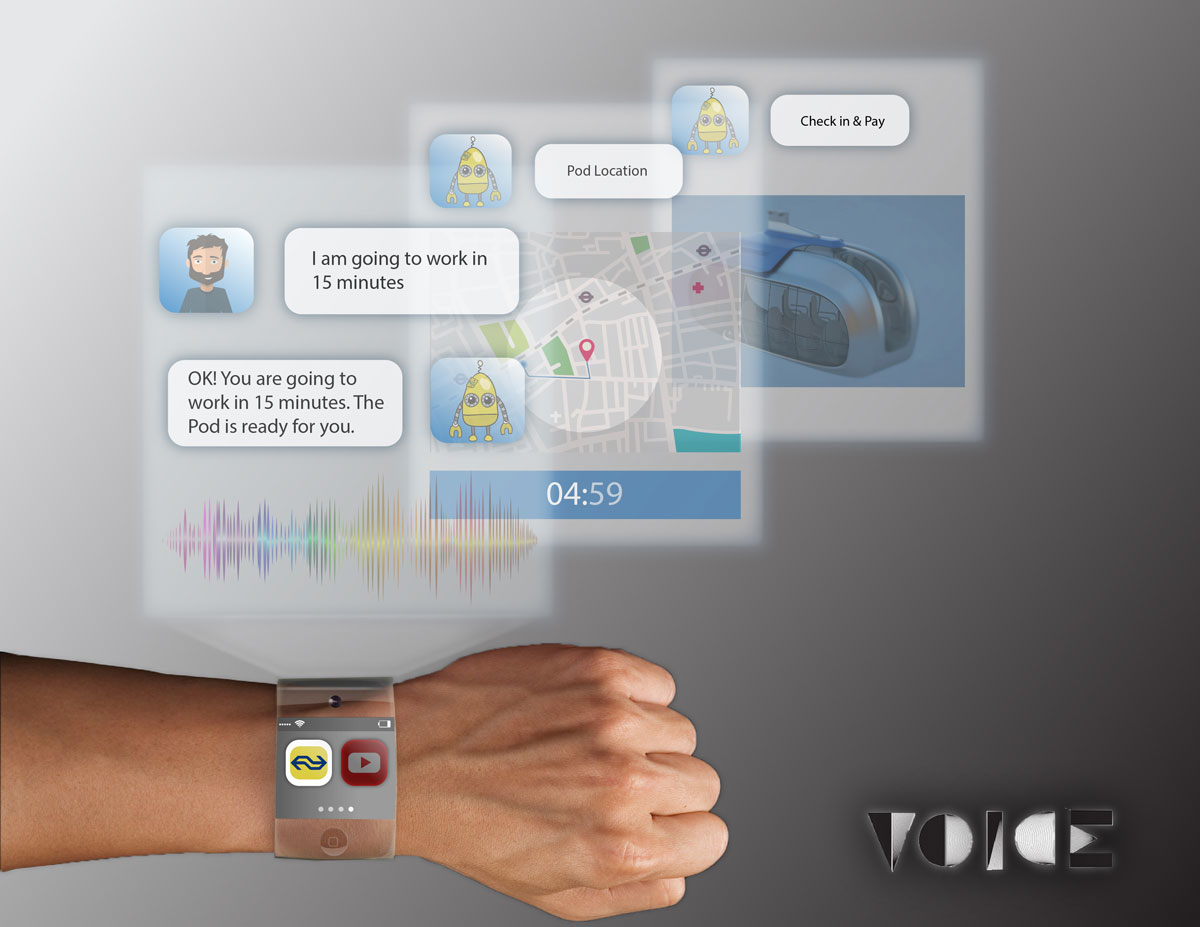 Check in & Pay
Pod Location
I am going to work in
15 minutes
OK! You are going to
work in 15 minutes. The
Pod is ready for you.
04:59
VOICE